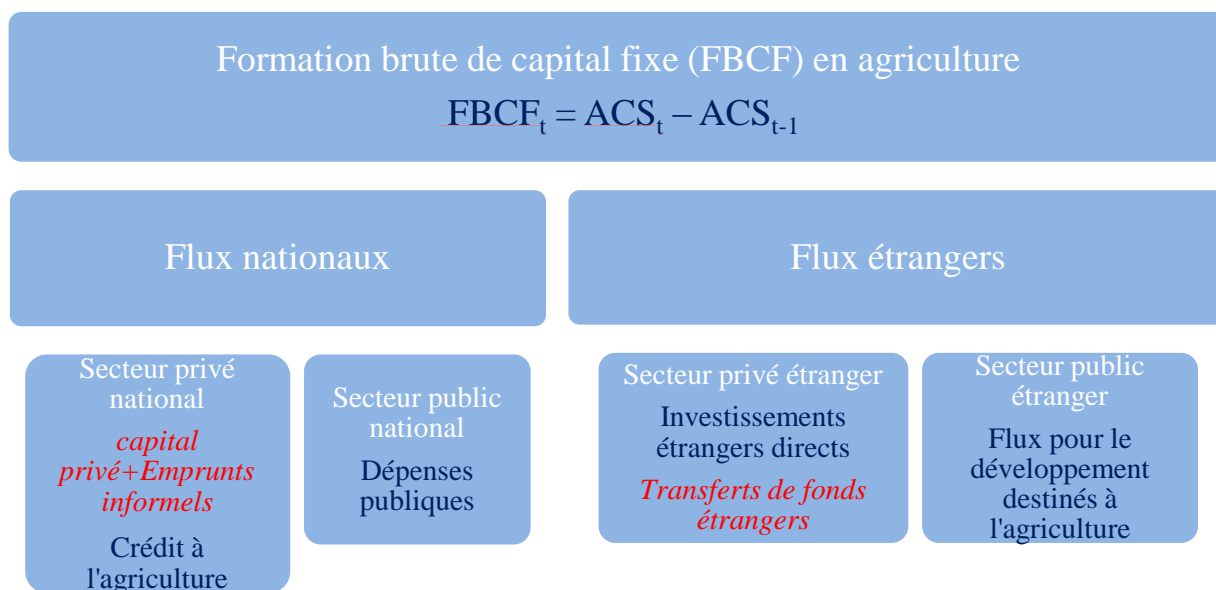 Formation brute de capital fixe (FBCF) en agriculture
FBCFt = ACSt – ACSt-1
Flux nationaux
Flux étrangers
Secteur privé
national
capital
privé+Emprunts
informels
Crédit à
l'agriculture
Secteur public
national
Dépenses
publiques
Secteur privé étranger
Investissements
étrangers directs
Transferts de fonds
étrangers
Secteur public
étranger
Flux pour le
développement
destinés à
l'agriculture